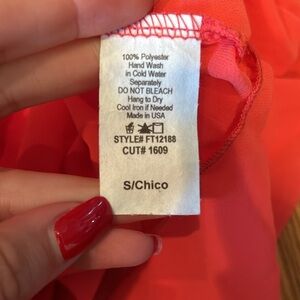 100% Polyester
Hand Wash
in Cold Water
Separately
DO NOT BLEACH
Hang to Dry
Cool Iron if Needed
Made in USA
STYLE# FT12188
CUT# 1609
S/Chico